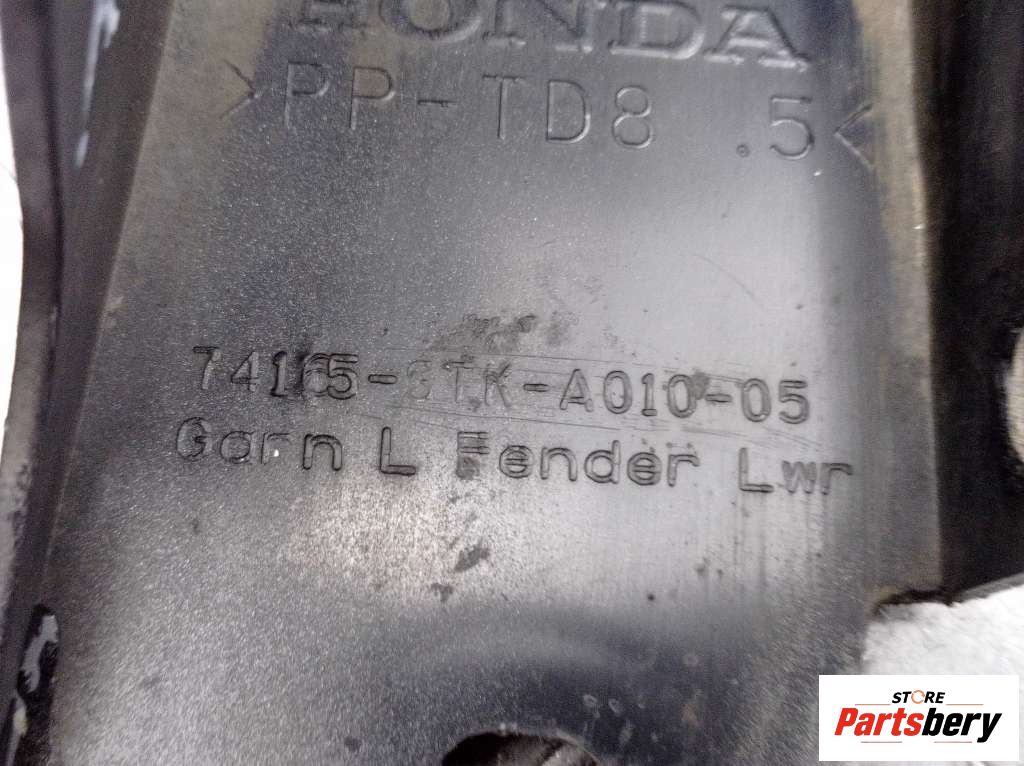 HONDA
>PP-TD8 .5<
74165-STK-A010-05
Garn L Fender Lwr
STORE
Partsbery